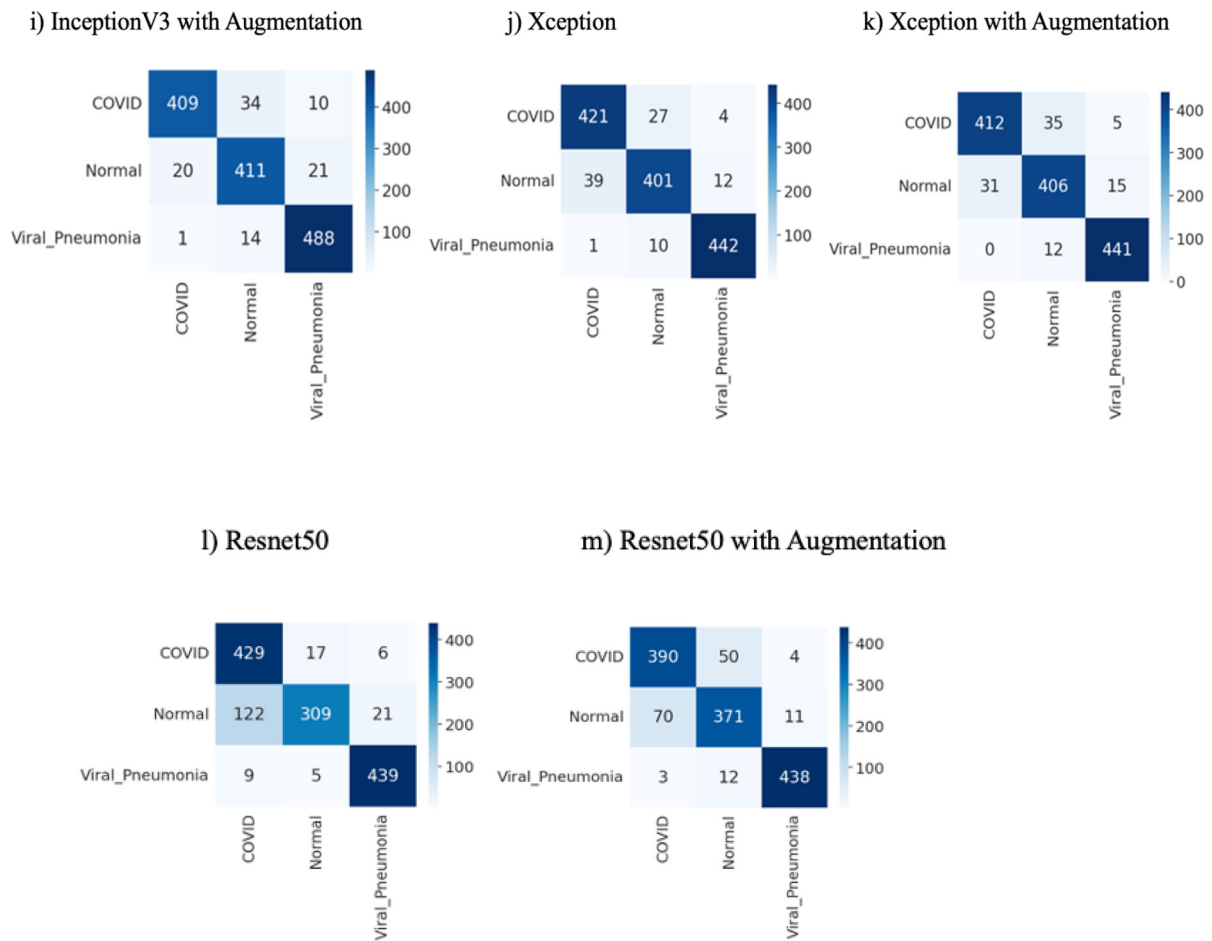 i) InceptionV3 with Augmentation
j) Xception
k) Xception with Augmentation
COVID 409 34 10
Normal 20 411 21
Viral_Pneumonia 1 14 488
COVID Normal Viral_Pneumonia
400
300
200
100
COVID 421 27 4
Normal 39 401 12
Viral_Pneumonia 1 10 442
COVID Normal Viral_Pneumonia
400
300
200
100
COVID 412 35 5
Normal 31 406 15
Viral_Pneumonia 0 12 441
COVID Normal Viral_Pneumonia
400
300
200
100
0
l) Resnet50
m) Resnet50 with Augmentation
COVID 429 17 6
Normal 122 309 21
Viral_Pneumonia 9 5 439
COVID Normal Viral_Pneumonia
400
300
200
100
COVID 390 50 4
Normal 70 371 11
Viral_Pneumonia 3 12 438
COVID Normal Viral_Pneumonia
400
300
200
100